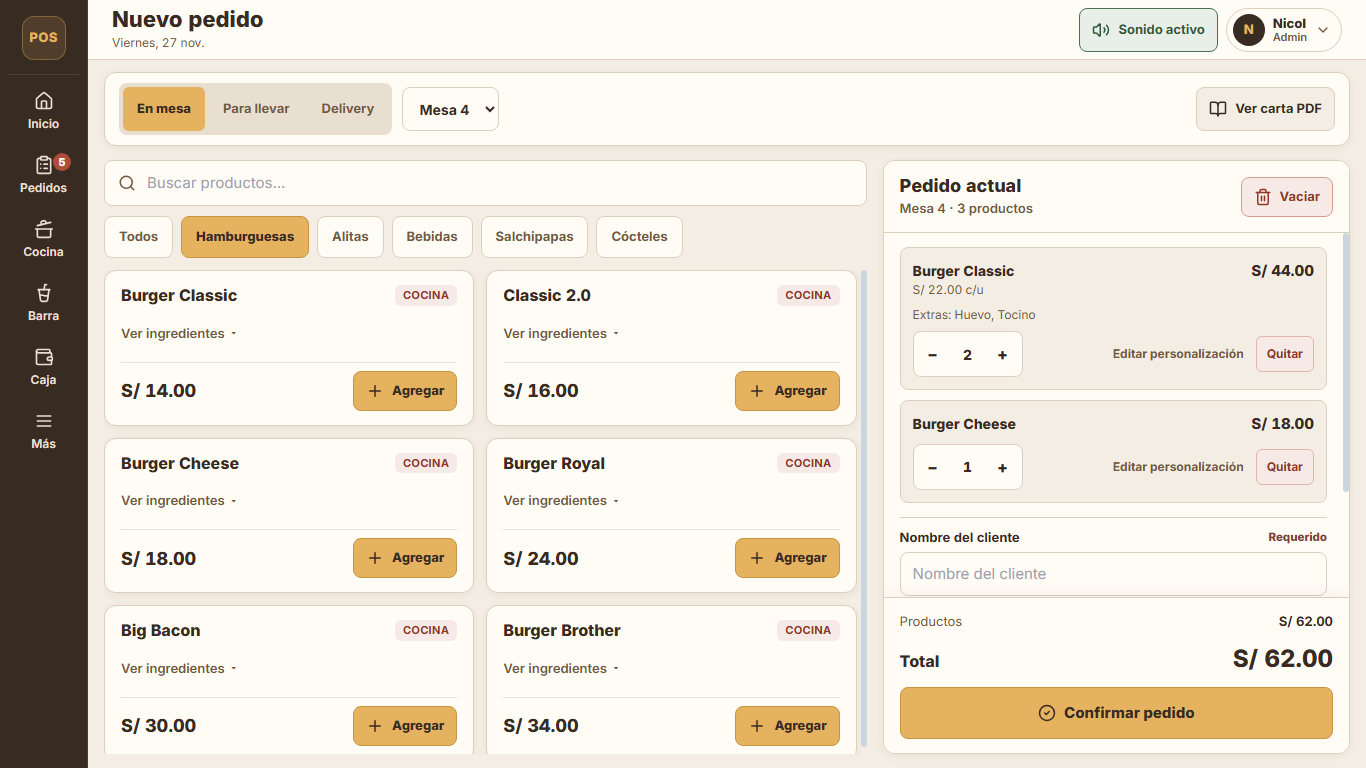 POS
Inicio
Pedidos
5
Cocina
Barra
Caja
Más
Nuevo pedido
Viernes, 27 nov.
Sonido activo
N
Nicol
Admin
En mesa
Para llevar
Delivery
Mesa 4
Ver carta PDF
Buscar productos...
Todos
Hamburguesas
Alitas
Bebidas
Salchipapas
Cócteles
Burger Classic
COCINA
Ver ingredientes
S/ 14.00
Agregar
Classic 2.0
COCINA
Ver ingredientes
S/ 16.00
Agregar
Burger Cheese
COCINA
Ver ingredientes
S/ 18.00
Agregar
Burger Royal
COCINA
Ver ingredientes
S/ 24.00
Agregar
Big Bacon
COCINA
Ver ingredientes
S/ 30.00
Agregar
Burger Brother
COCINA
Ver ingredientes
S/ 34.00
Agregar
Pedido actual
Mesa 4 · 3 productos
Vaciar
Burger Classic
S/ 44.00
S/ 22.00 c/u
Extras: Huevo, Tocino
− 2 +
Editar personalización
Quitar
Burger Cheese
S/ 18.00
− 1 +
Editar personalización
Quitar
Nombre del cliente
Requerido
Nombre del cliente
Productos
S/ 62.00
Total
S/ 62.00
Confirmar pedido